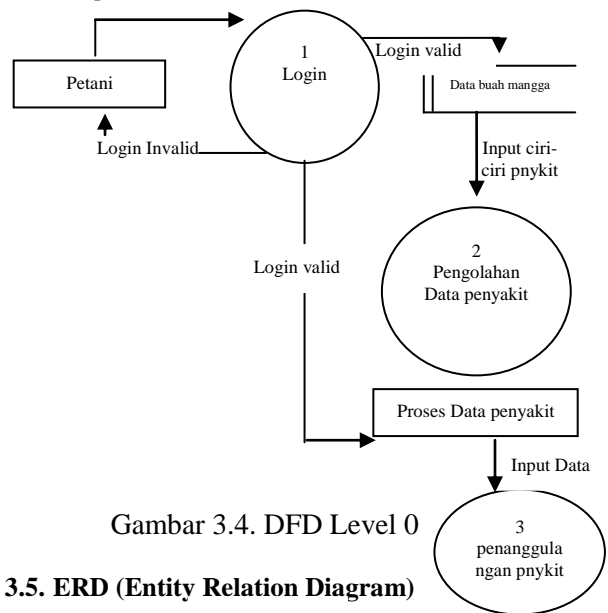 1
Login
Login valid
Petani
Data buah mangga
Login Invalid
Input ciri-
ciri pnykit
2
Pengolahan
Data penyakit
Login valid
Proses Data penyakit
Input Data
Gambar 3.4. DFD Level 0
3
penanggula
ngan pnykit
3.5. ERD (Entity Relation Diagram)